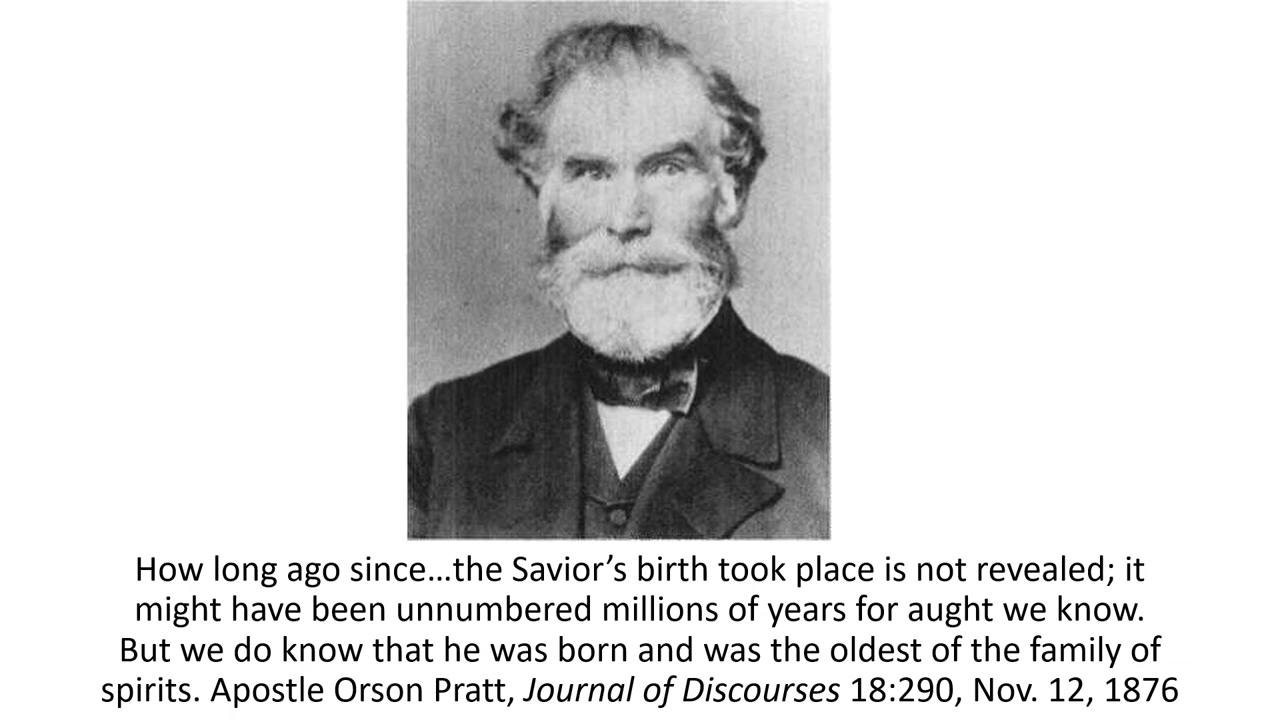 How long ago since…the Savior’s birth took place is not revealed; it
might have been unnumbered millions of years for aught we know.
But we do know that he was born and was the oldest of the family of
spirits. Apostle Orson Pratt, Journal of Discourses 18:290, Nov. 12, 1876